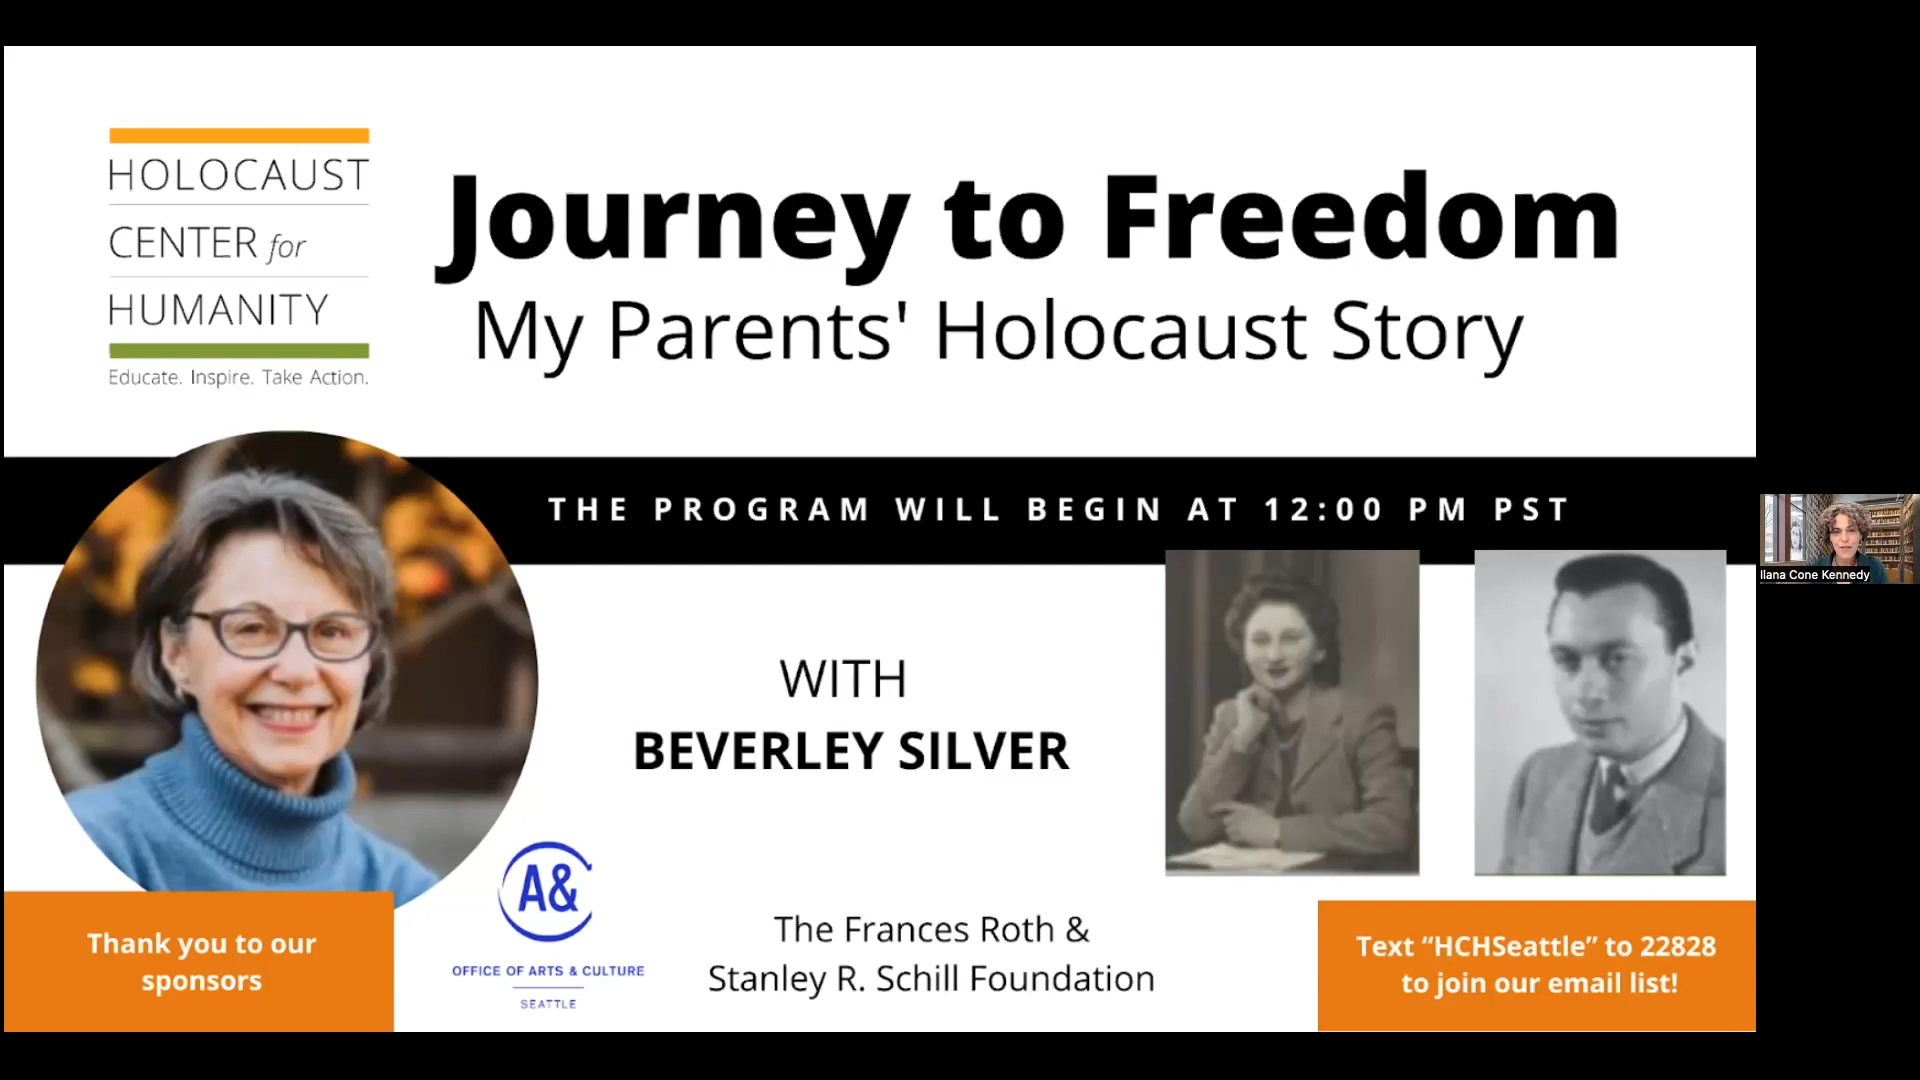 HOLOCAUST
CENTER for
HUMANITY
Educate. Inspire. Take Action.
Journey to Freedom
My Parents' Holocaust Story
THE PROGRAM WILL BEGIN AT 12:00 PM PST
Ilana Cone Kennedy
WITH
BEVERLEY SILVER
Thank you to our
sponsors
A&
OFFICE OF ARTS & CULTURE
SEATTLE
The Frances Roth &
Stanley R. Schill Foundation
Text “HCHSeattle” to 22828
to join our email list!